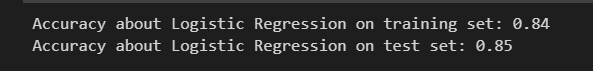 Accuracy about Logistic Regression on training set: 0.84
Accuracy about Logistic Regression on test set: 0.85